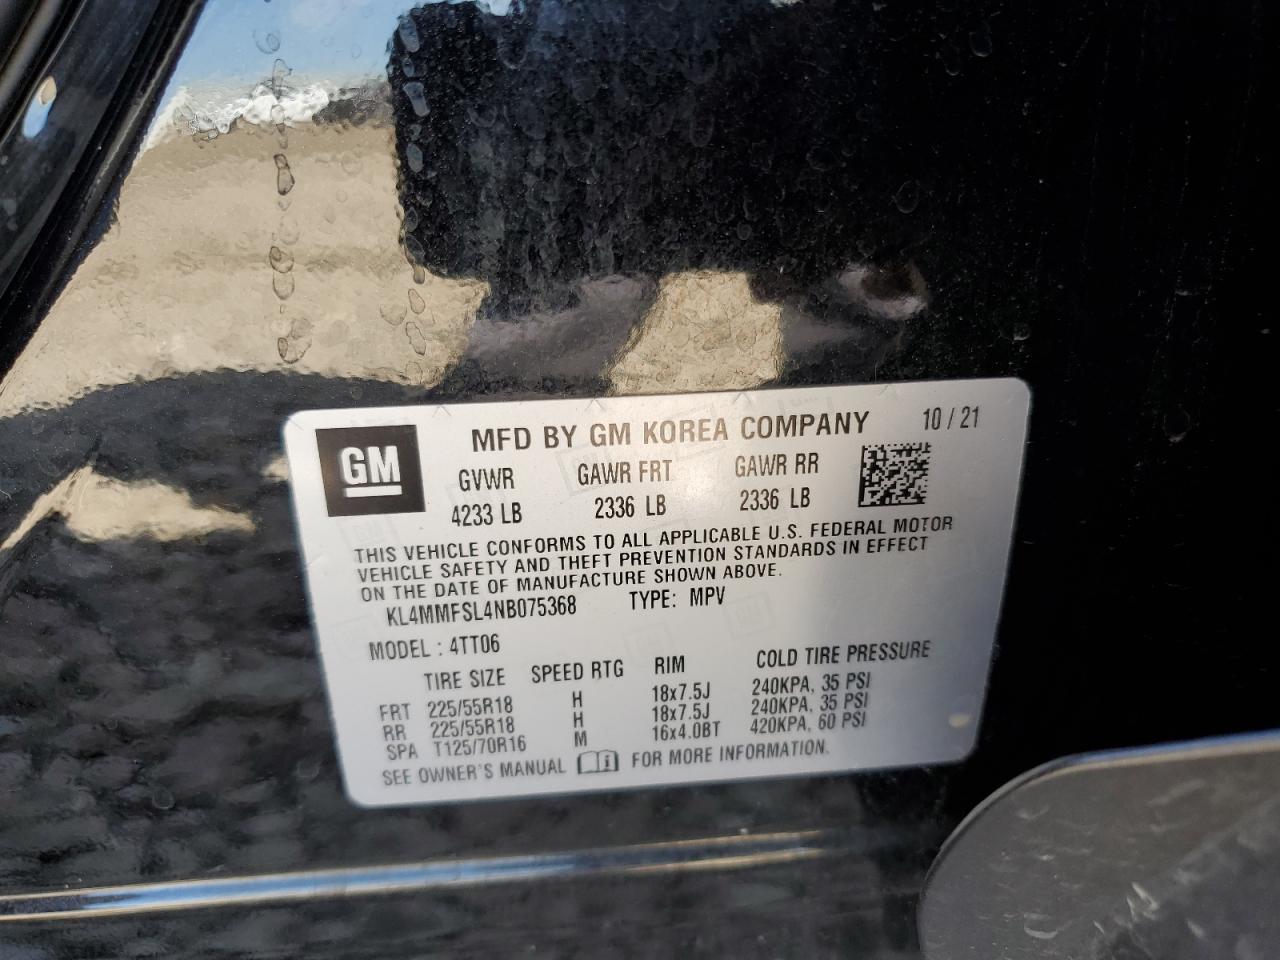 GM
MFD BY GM KOREA COMPANY 10 / 21
GVWR GAWR FRT GAWR RR
4233 LB 2336 LB 2336 LB
THIS VEHICLE CONFORMS TO ALL APPLICABLE U.S. FEDERAL MOTOR
VEHICLE SAFETY AND THEFT PREVENTION STANDARDS IN EFFECT
ON THE DATE OF MANUFACTURE SHOWN ABOVE.
KL4MMFSL4NB075368 TYPE: MPV
MODEL : 4TT06
TIRE SIZE SPEED RTG RIM COLD TIRE PRESSURE
FRT 225/55R18 H 18x7.5J 240KPA, 35 PSI
RR 225/55R18 H 18x7.5J 240KPA, 35 PSI
SPA T125/70R16 M 16x4.0BT 420KPA, 60 PSI
SEE OWNER'S MANUAL i FOR MORE INFORMATION.